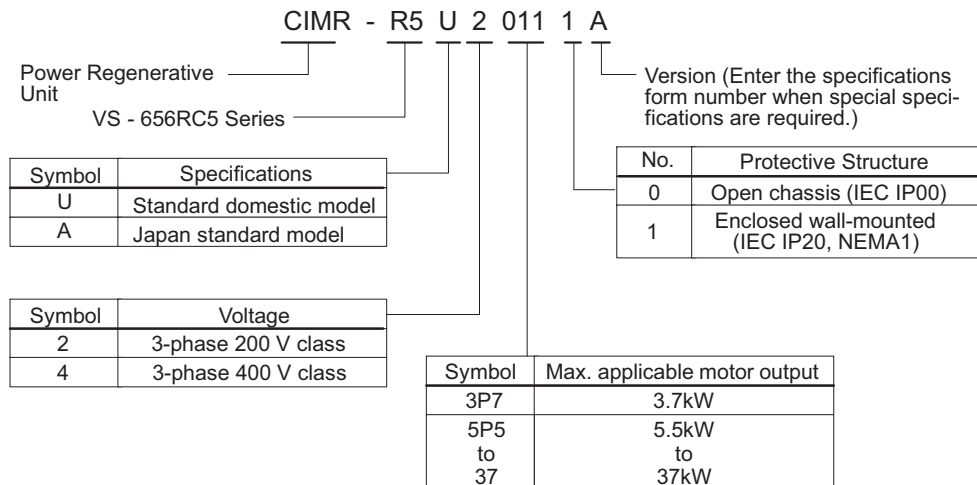 CIMR - R5 U 2 011 1 A
Power Regenerative
Unit
VS - 656RC5 Series
Version (Enter the specifications
form number when special speci-
fications are required.)
Symbol Specifications
U Standard domestic model
A Japan standard model
No. Protective Structure
0 Open chassis (IEC IP00)
1 Enclosed wall-mounted
(IEC IP20, NEMA1)
Symbol Voltage
2 3-phase 200 V class
4 3-phase 400 V class
Symbol Max. applicable motor output
3P7 3.7kW
5P5 5.5kW
to to
37 37kW